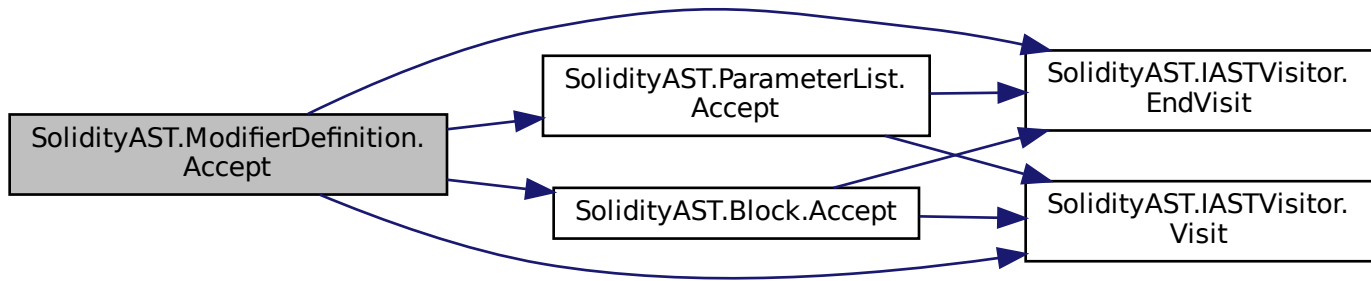 SolidityAST.ModifierDefinition.
Accept
SolidityAST.ParameterList.
Accept
SolidityAST.Block.Accept
SolidityAST.IASTVisitor.
EndVisit
SolidityAST.IASTVisitor.
Visit